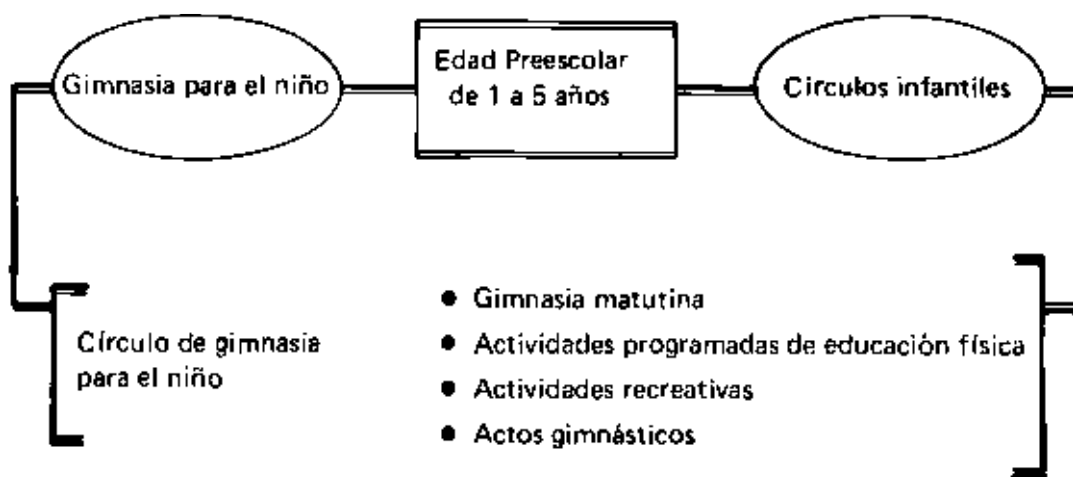 Gimnasia para el niño
Edad Preescolar
de 1 a 5 años
Círculos infantiles
Círculo de gimnasia
para el niño
● Gimnasia matutina
● Actividades programadas de educación física
● Actividades recreativas
● Actos gimnásticos